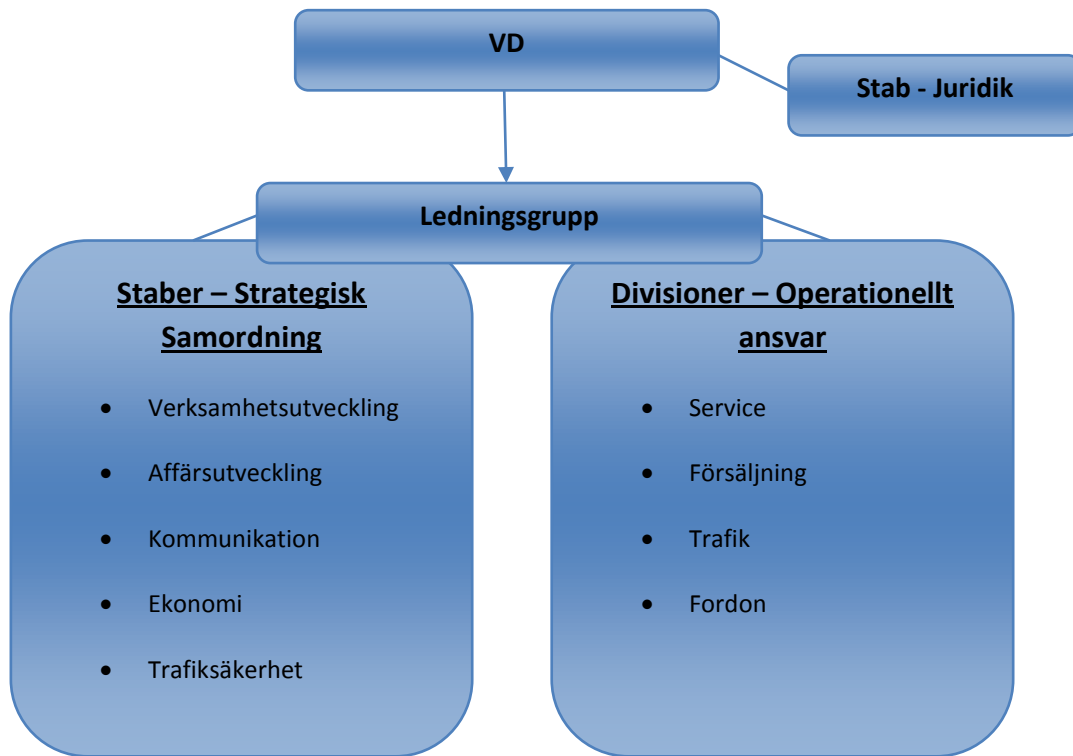 VD
Stab - Juridik
Ledningsgrupp
Staber – Strategisk
Samordning
• Verksamhetsutveckling
• Affärsutveckling
• Kommunikation
• Ekonomi
• Trafiksäkerhet
Divisioner – Operationellt
ansvar
• Service
• Försäljning
• Trafik
• Fordon